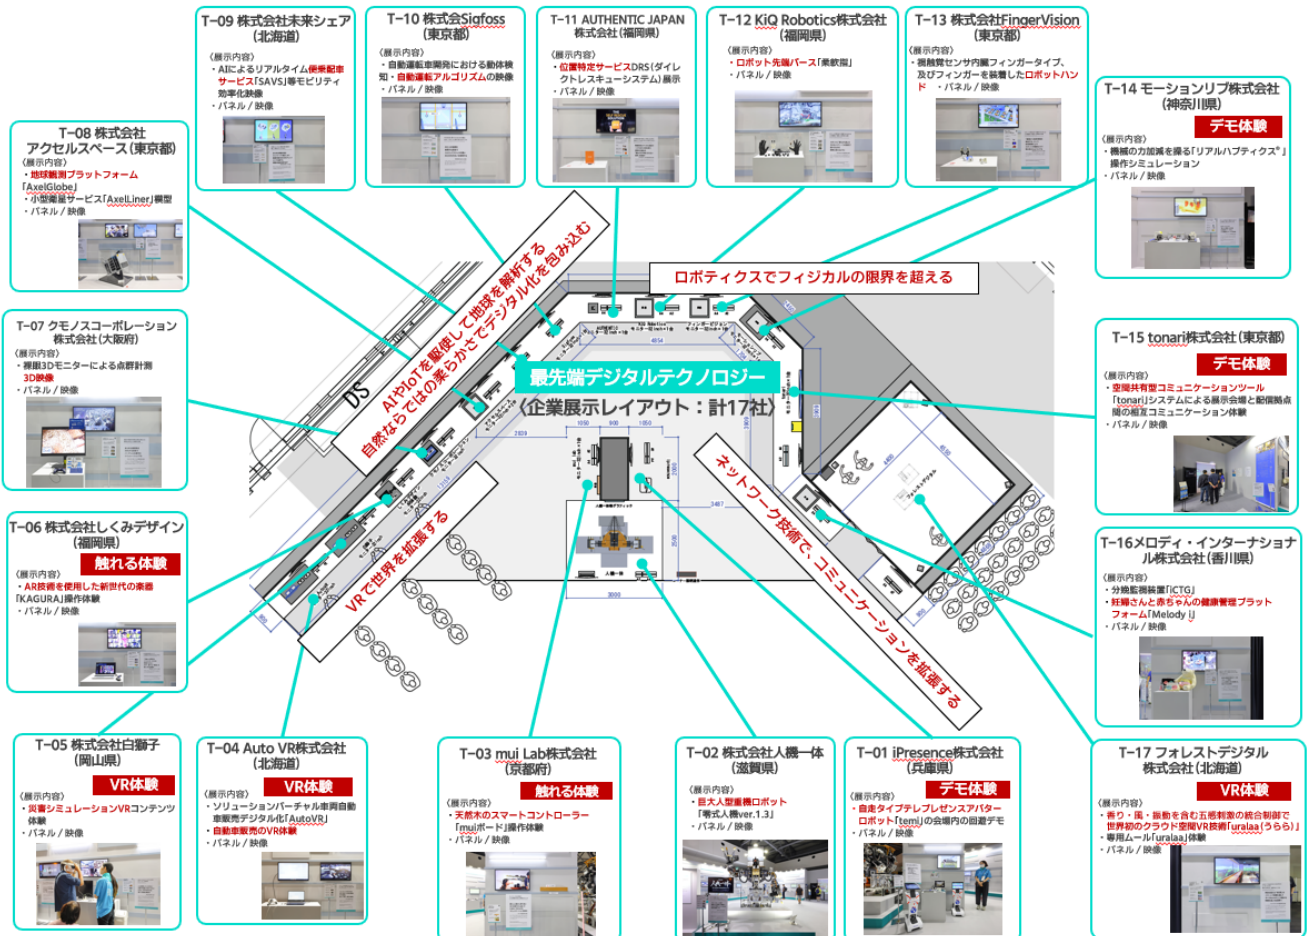 T-09 株式会社未来シェア
(北海道)
〈展示内容〉
・AIによるリアルタイム便乗配車
サービス「SAVS」等モビリティ
効率化映像
・パネル / 映像
T-10 株式会Sigfoss
(東京都)
〈展示内容〉
・自動運転車開発における動体検
知・自動運転アルゴリズムの映像
・パネル / 映像
T-11 AUTHENTIC JAPAN
株式会社(福岡県)
〈展示内容〉
・位置特定サービスDRS(ダイレ
クトレスキューシステム)展示
・パネル / 映像
T-12 KiQ Robotics株式会社
(福岡県)
〈展示内容〉
・ロボット先端パース「柔軟指」
・パネル / 映像
T-13 株式会社FingerVision
(東京都)
〈展示内容〉
・視触覚センサ内臓フィンガータイプ、
及びフィンガーを装着したロボットハン
ド ・パネル / 映像
T-14 モーションリブ株式会社
(神奈川県)
デモ体験
〈展示内容〉
・機械の力加減を操る「リアルハプティクス®」
操作シミュレーション
・パネル / 映像
T-08 株式会社
アクセルスペース(東京都)
〈展示内容〉
・地球観測プラットフォーム
「AxelGlobe」
・小型衛星サービス「AxelLiner」模型
・パネル / 映像
AIやIoTを駆使して地球を解析する
自然ならではの柔らかさでデジタル化を包み込む
ロボティクスでフィジカルの限界を超える
T-07 クモノスコーポレーション
株式会社(大阪府)
〈展示内容〉
・裸眼3Dモニターによる点群計測
3D映像
・パネル / 映像
DS
最先端デジタルテクノロジー
〈企業展示レイアウト：計17社〉
T-15 tonari株式会社(東京都)
デモ体験
〈展示内容〉
・空間共有型コミュニケーションツール
「tonari」システムによる展示会場と配信拠点
間の相互コミュニケーション体験
・パネル / 映像
フォレストデジタル
ネットワーク技術で、コミュニケーションを拡張する
VRで世界を拡張する
人機一体
3000
T-06 株式会社しくみデザイン
(福岡県)
触れる体験
〈展示内容〉
・AR技術を使用した新世代の楽器
「KAGURA」操作体験
・パネル / 映像
T-16メロディ・インターナショナ
ル株式会社(香川県)
〈展示内容〉
・分娩監視装置「iCTG」
・妊婦さんと赤ちゃんの健康管理プラット
フォーム「Melody i」
・パネル / 映像
T-05 株式会社白獅子
(岡山県)
VR体験
〈展示内容〉
・災害シミュレーションVRコンテンツ
体験
・パネル / 映像
T-04 Auto VR株式会社
(北海道)
VR体験
〈展示内容〉
・ソリューションバーチャル車両自動
車販売デジタル化「AutoVR」
・自動車販売のVR体験
・パネル / 映像
T-03 mui Lab株式会社
(京都府)
触れる体験
〈展示内容〉
・天然木のスマートコントローラー
「muiボード」操作体験
・パネル / 映像
T-02 株式会社人機一体
(滋賀県)
〈展示内容〉
・巨大人型重機ロボット
「零式人機ver.1.3」
・パネル / 映像
T-01 iPresence株式会社
(兵庫県)
デモ体験
〈展示内容〉
・自走タイプテレプレゼンスアバター
ロボット「temi」の会場内の回遊デモ
・パネル / 映像
T-17 フォレストデジタル
株式会社(北海道)
VR体験
〈展示内容〉
・香り・風・振動を含む五感刺激の統合制御で
世界初のクラウド空間VR技術「uralaa(うらら)」
・専用ムール「uralaa」体験
・パネル / 映像